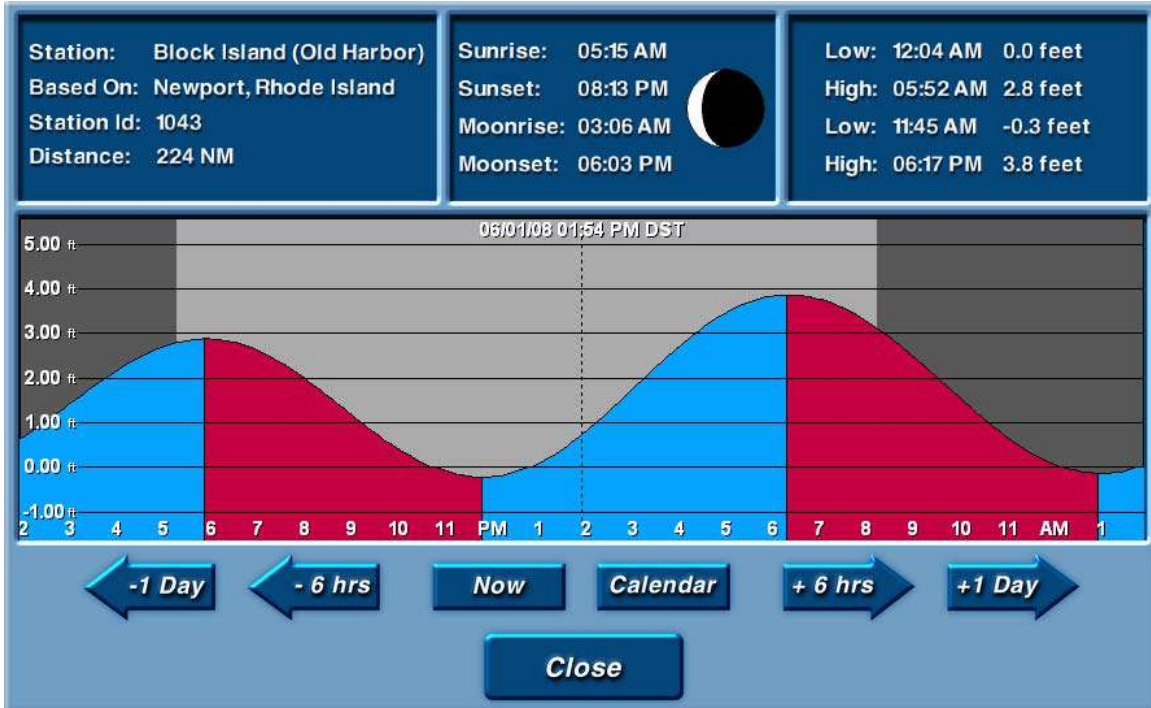 Station: Block Island (Old Harbor)
Based On: Newport, Rhode Island
Station Id: 1043
Distance: 224 NM
Sunrise: 05:15 AM
Sunset: 08:13 PM
Moonrise: 03:06 AM
Moonset: 06:03 PM
Low: 12:04 AM 0.0 feet
High: 05:52 AM 2.8 feet
Low: 11:45 AM -0.3 feet
High: 06:17 PM 3.8 feet
06/01/08 01:54 PM DST
5.00 ft
4.00 ft
3.00 ft
2.00 ft
1.00 ft
0.00 ft
-1.00 ft
2 3 4 5 6 7 8 9 10 11 PM 1 2 3 4 5 6 7 8 9 10 11 AM 1
-1 Day - 6 hrs Now Calendar + 6 hrs +1 Day
Close